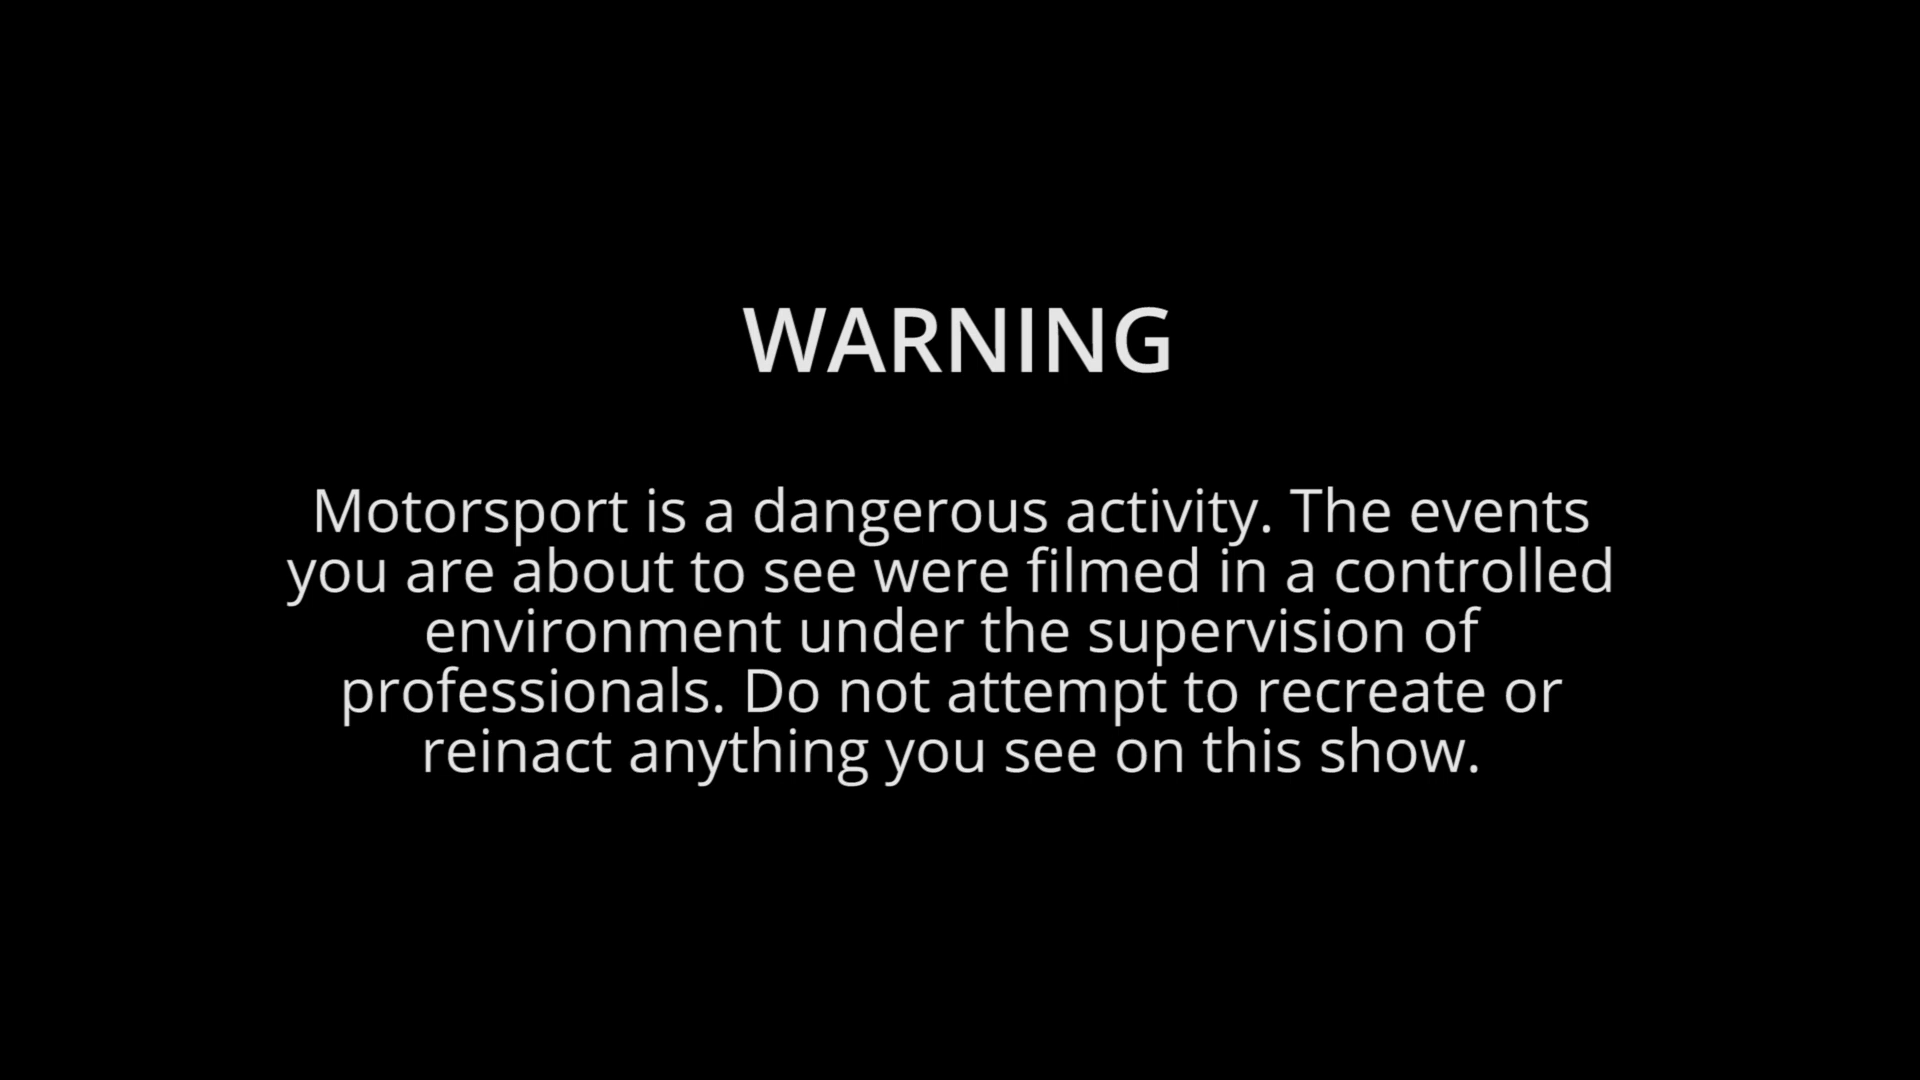 WARNING
Motorsport is a dangerous activity. The events
you are about to see were filmed in a controlled
environment under the supervision of
professionals. Do not attempt to recreate or
reinact anything you see on this show.